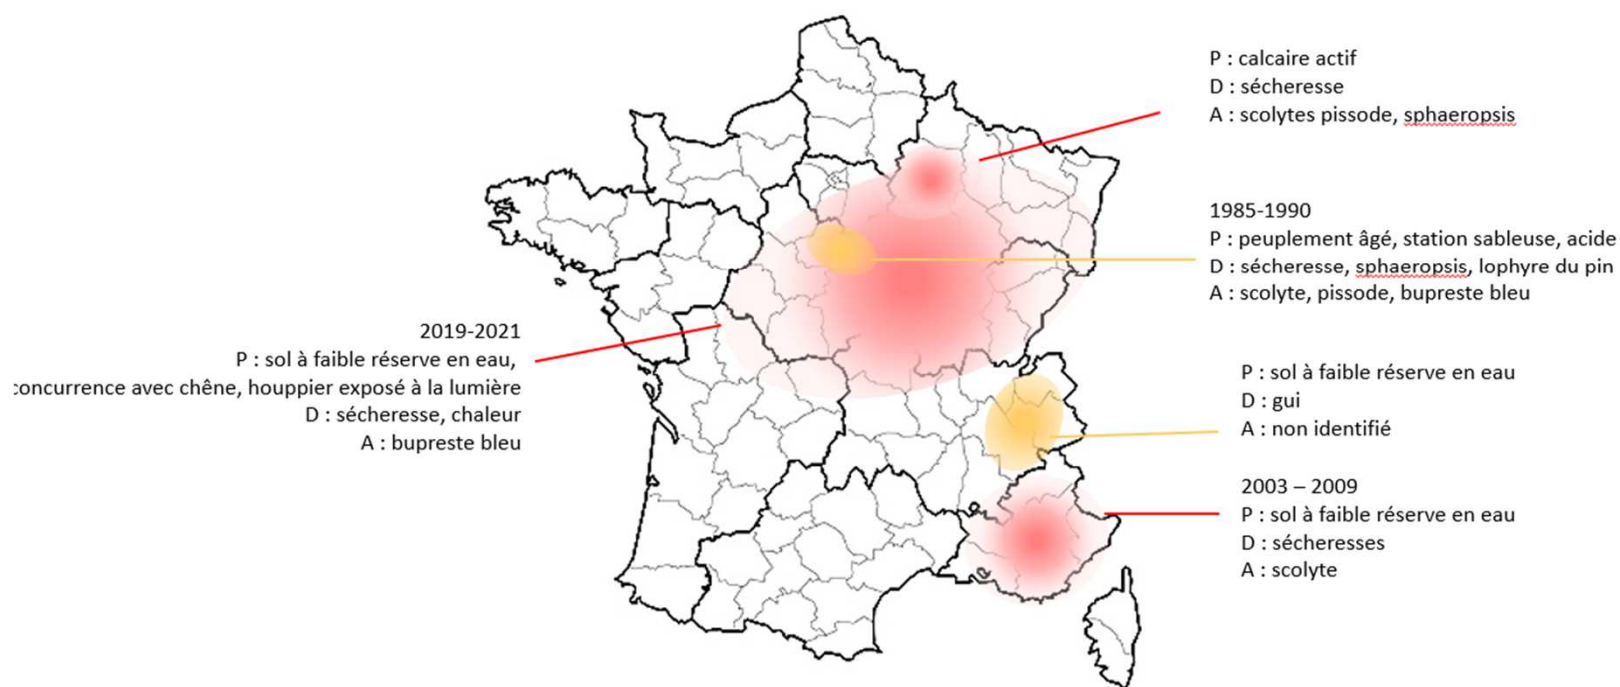 P : calcaire actif
D : sécheresse
A : scolytes pissode, sphaeropsis
1985-1990
P : peuplement âgé, station sableuse, acide
D : sécheresse, sphaeropsis, lophyre du pin
A : scolyte, pissode, bupreste bleu
2019-2021
P : sol à faible réserve en eau,
concurrence avec chêne, houppier exposé à la lumière
D : sécheresse, chaleur
A : bupreste bleu
P : sol à faible réserve en eau
D : gui
A : non identifié
2003 – 2009
P : sol à faible réserve en eau
D : sécheresses
A : scolyte